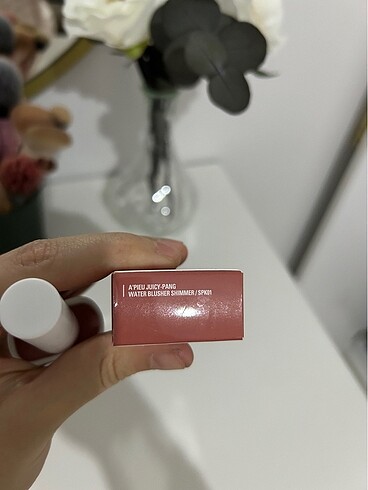 A'PIEU JUICY-PANG
WATER BLUSHER SHIMMER / SPK01